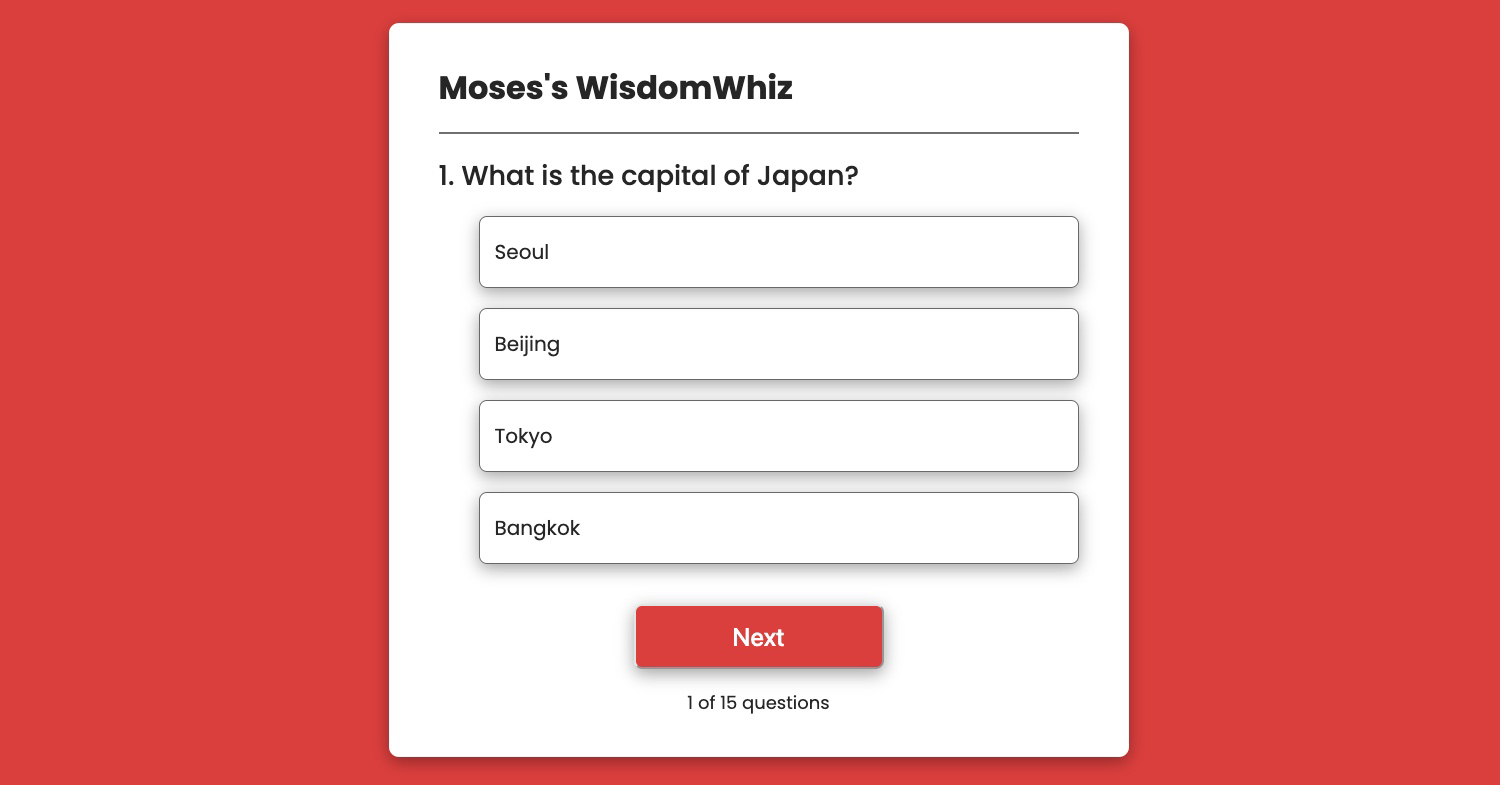 Moses's WisdomWhiz
1. What is the capital of Japan?
Seoul
Beijing
Tokyo
Bangkok
Next
1 of 15 questions